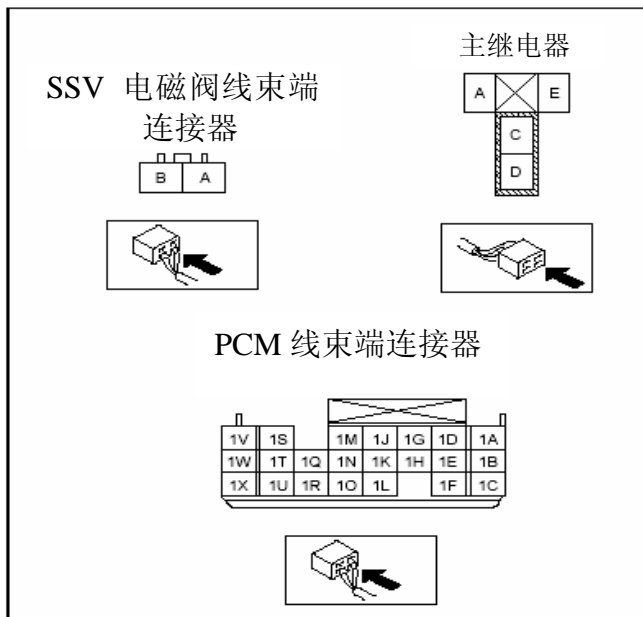 主继电器
SSV 电磁阀线束端
连接器
A E
C
D
B A
PCM 线束端连接器
1V 1S 1M 1J 1G 1D 1A
1W 1T 1Q 1N 1K 1H 1E 1B
1X 1U 1R 1O 1L 1F 1C